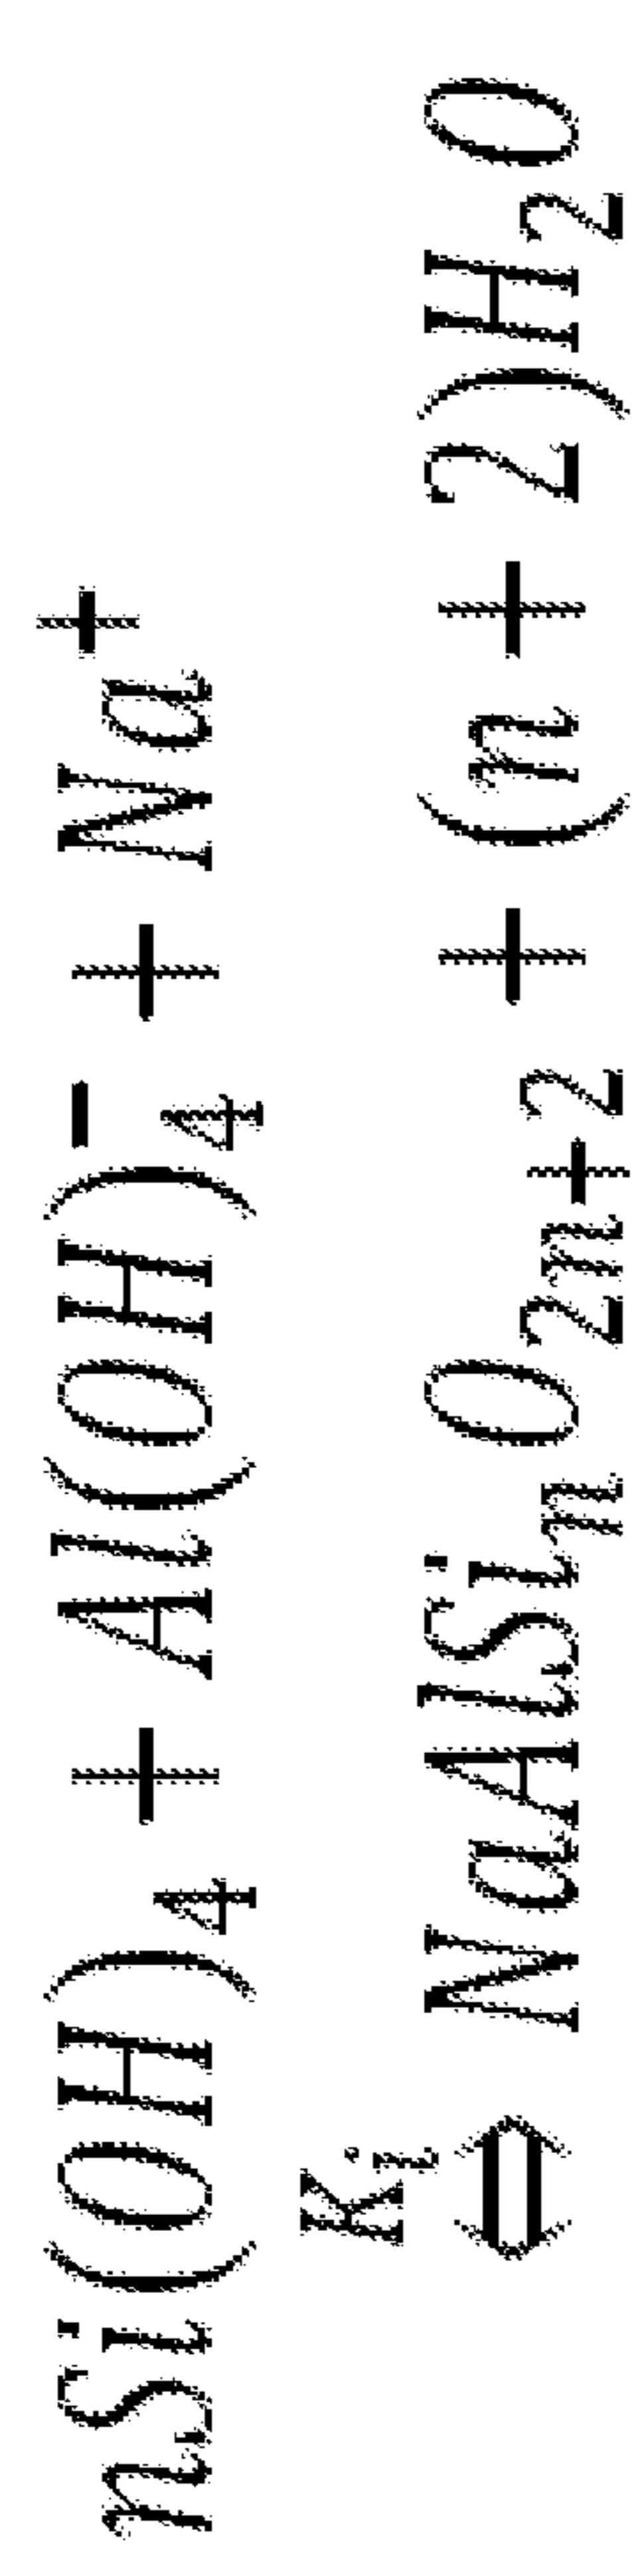 nSi(OH)₄ + Al(OH)₄⁻ + Na⁺
Kᵢ
⇔ NaAlSiₙO₂ₙ₊₂ + (n + 2)H₂O